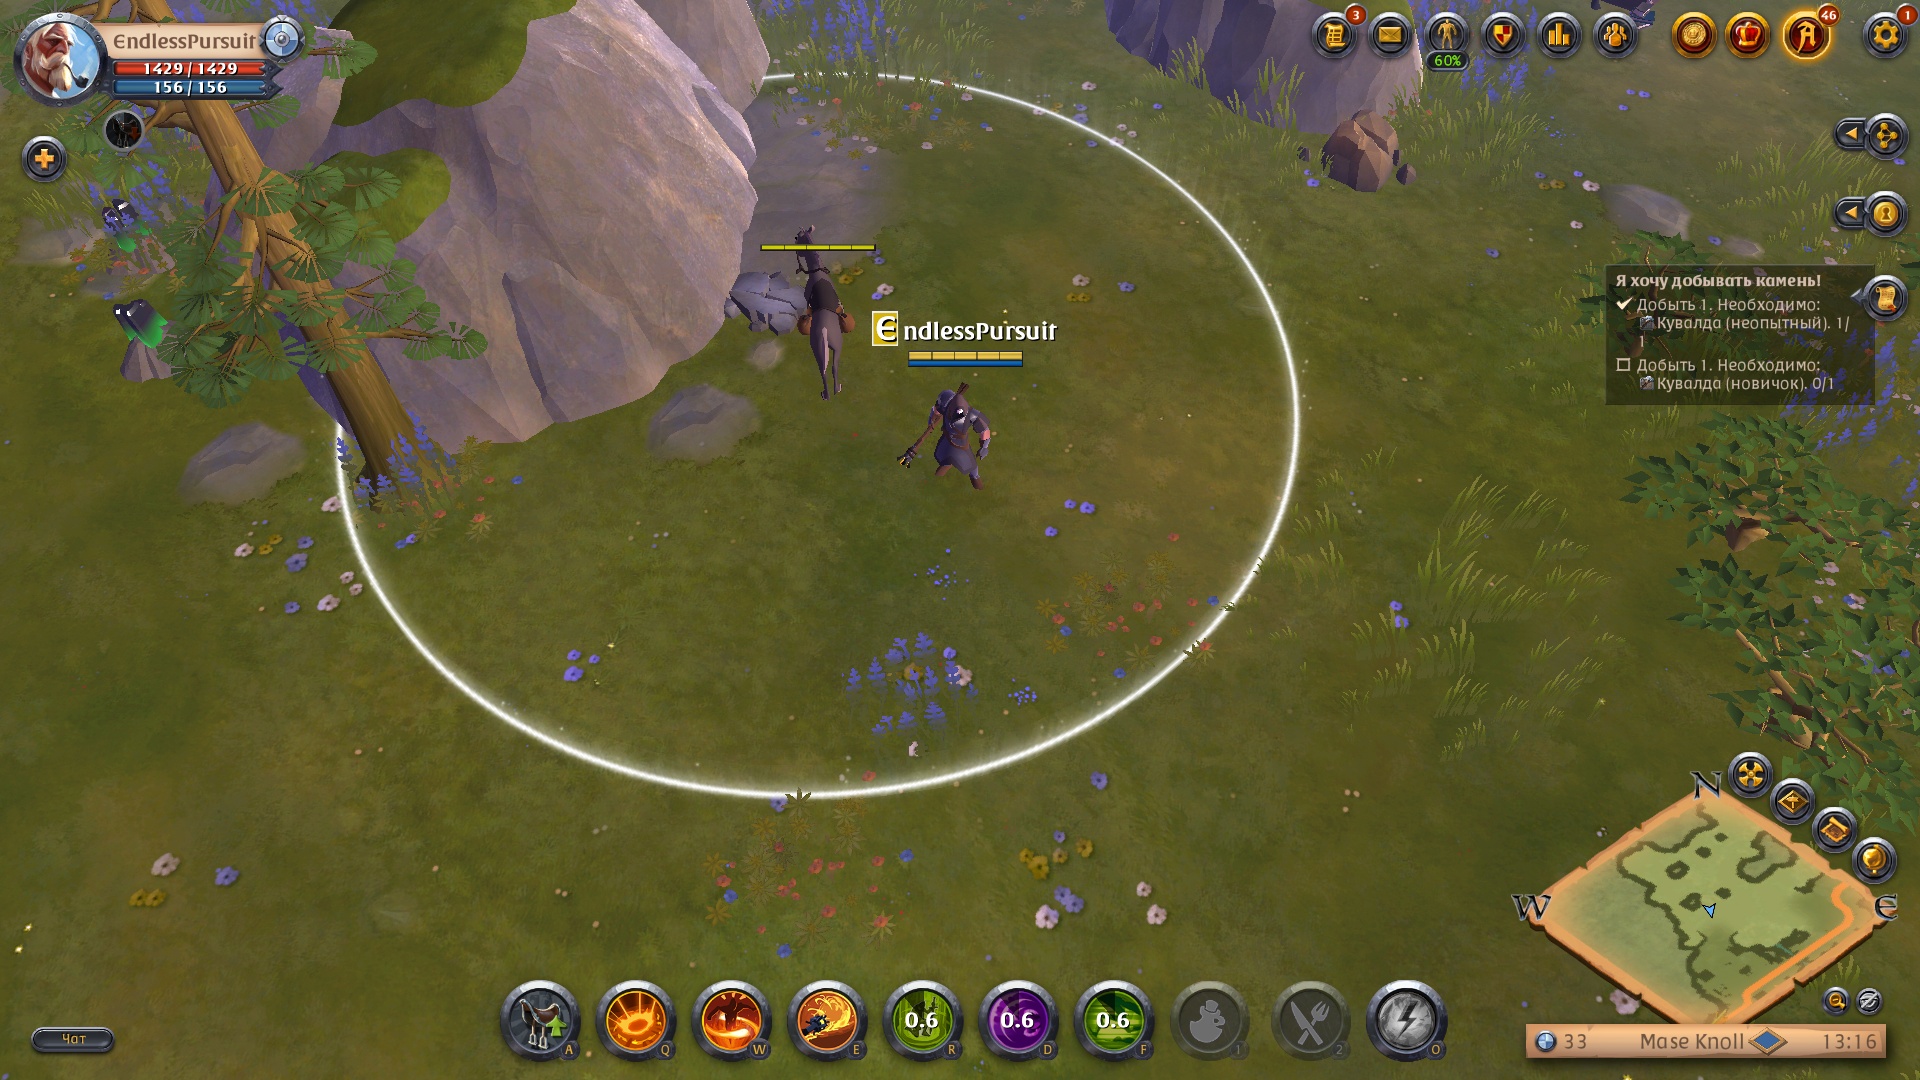 EndlessPursuit
1429 / 1429
156 / 156
3
60%
46
1
Я хочу добывать камень!
Добыть 1. Необходимо:
Кувалда (неопытный). 1/
1
Добыть 1. Необходимо:
Кувалда (новичок). 0/1
EndlessPursuit
N
W
E
Чат
A
Q
W
E
0.6
R
0.6
D
0.6
F
1
2
O
33
Mase Knoll
13:16